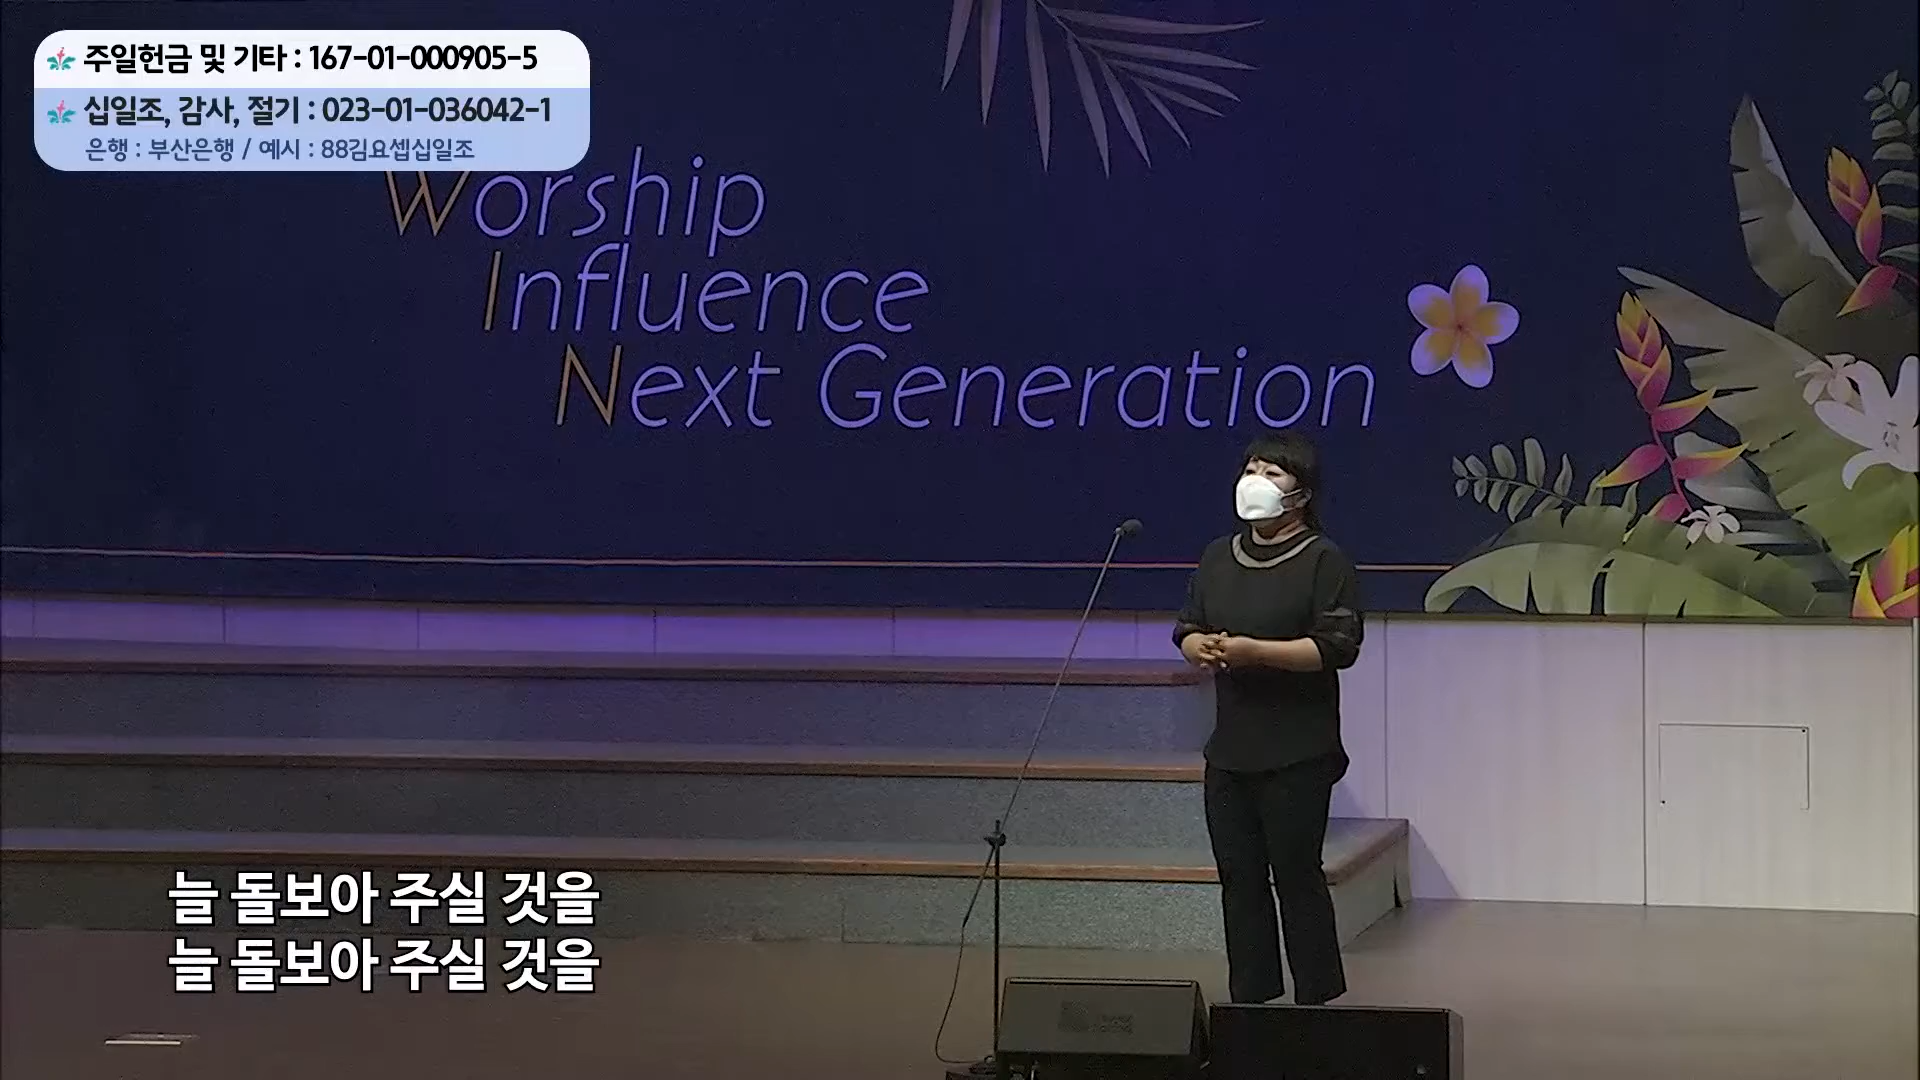 주일헌금 및 기타 : 167-01-000905-5
십일조, 감사, 절기 : 023-01-036042-1
은행 : 부산은행 / 예시 : 88김요셉십일조
Worship
Influence
Next Generation
늘 돌보아 주실 것을
늘 돌보아 주실 것을